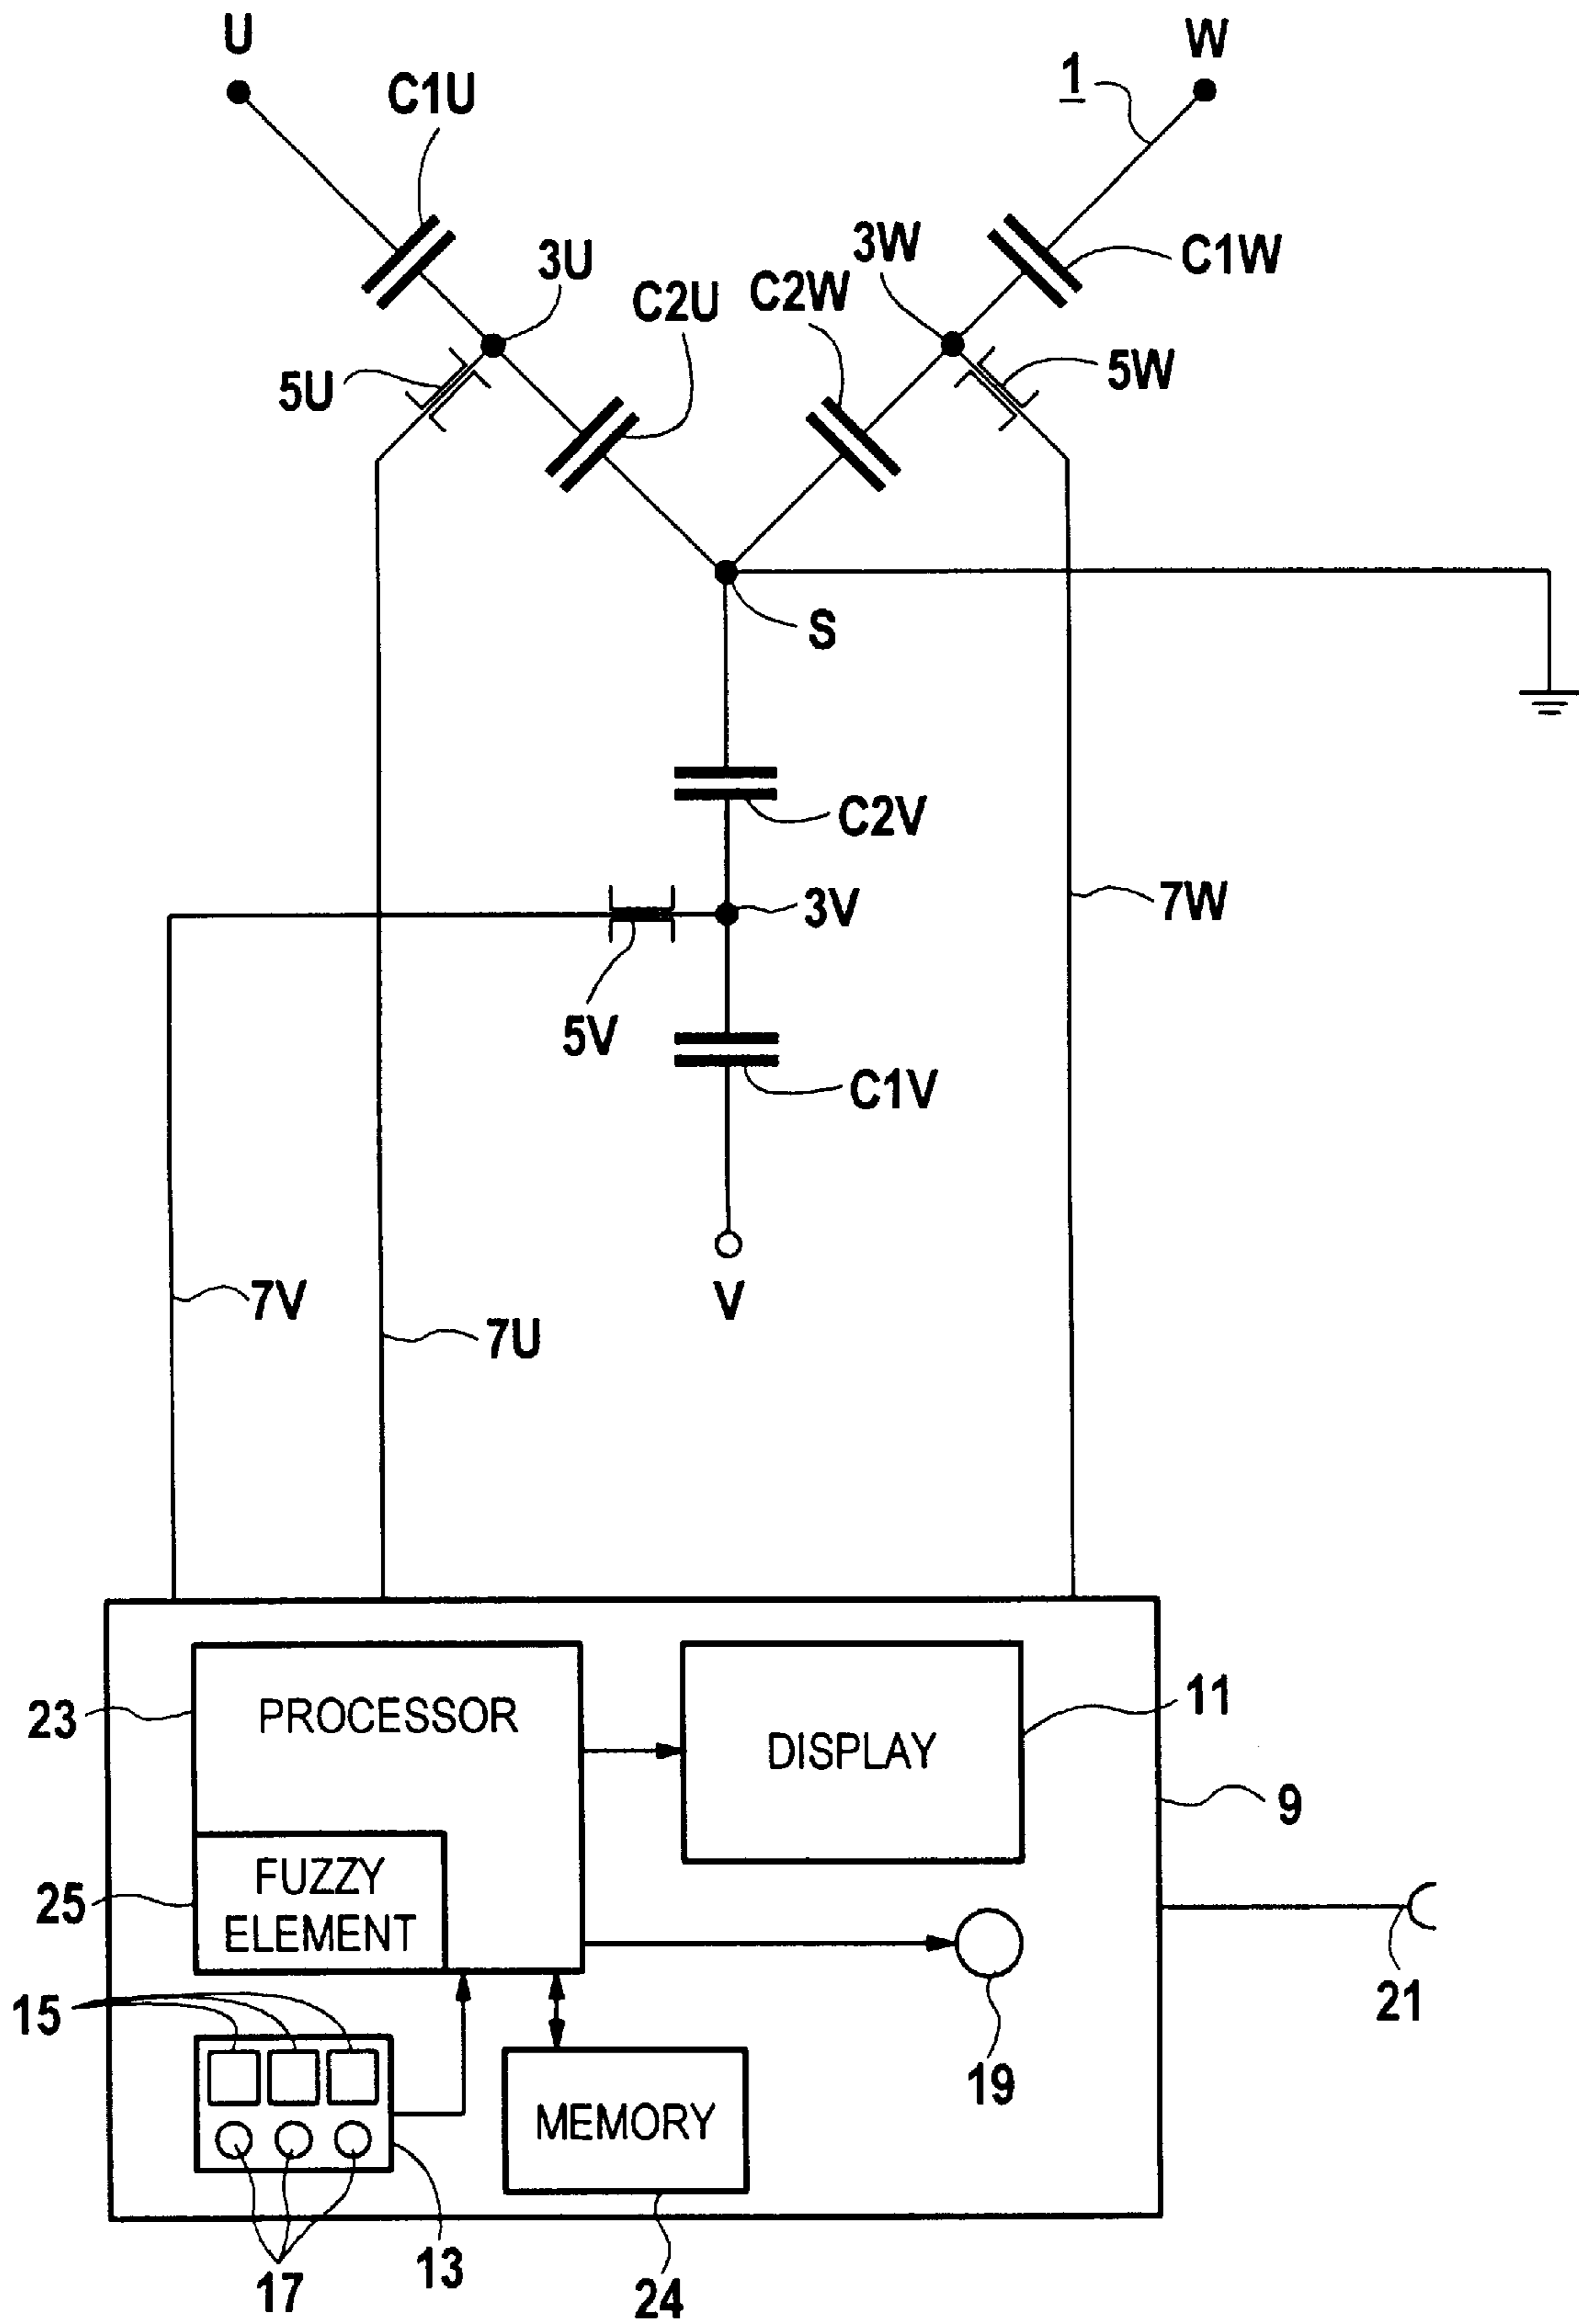 U
W
1
C1U
3U
3W
C1W
C2U
C2W
5U
5W
S
C2V
3V
7W
5V
C1V
7V
V
7U
PROCESSOR
11
23
DISPLAY
9
FUZZY
ELEMENT
25
21
15
19
MEMORY
13
17
24